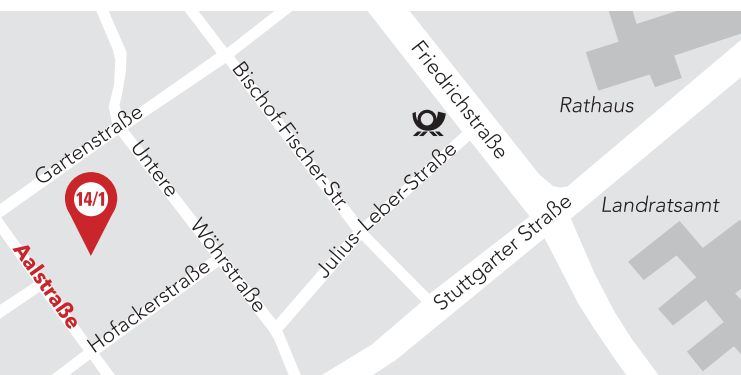 Friedrichstraße
Bischof-Fischer-Str.
Rathaus
Gartenstraße
Untere
Wöhrstraße
14/1
Julius-Leber-Straße
Landratsamt
Stuttgarter Straße
Aalstraße
Hofackerstraße